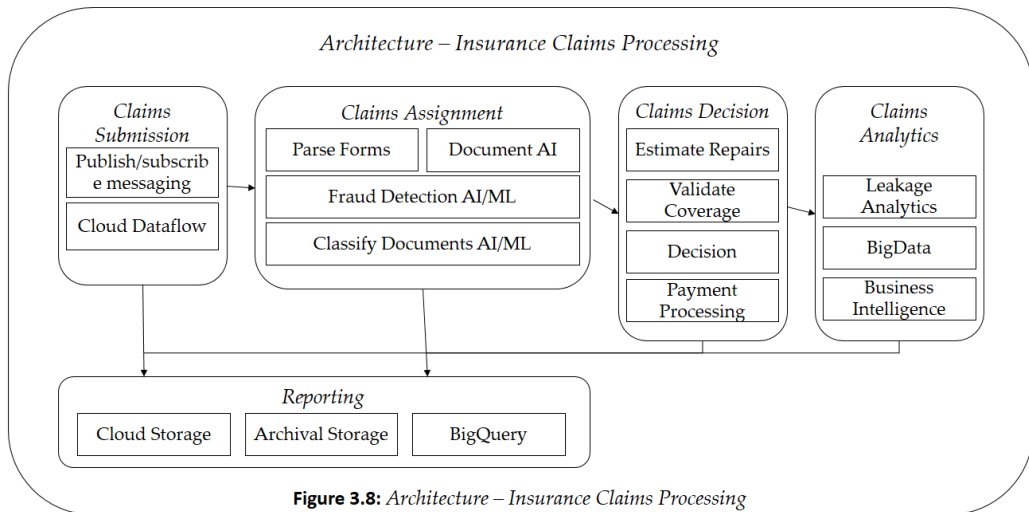 Architecture – Insurance Claims Processing
Claims
Submission
Publish/subscrib
e messaging
Cloud Dataflow
Claims Assignment
Parse Forms
Document AI
Fraud Detection AI/ML
Classify Documents AI/ML
Claims Decision
Estimate Repairs
Validate
Coverage
Decision
Payment
Processing
Claims
Analytics
Leakage
Analytics
BigData
Business
Intelligence
Reporting
Cloud Storage
Archival Storage
BigQuery
Figure 3.8: Architecture – Insurance Claims Processing